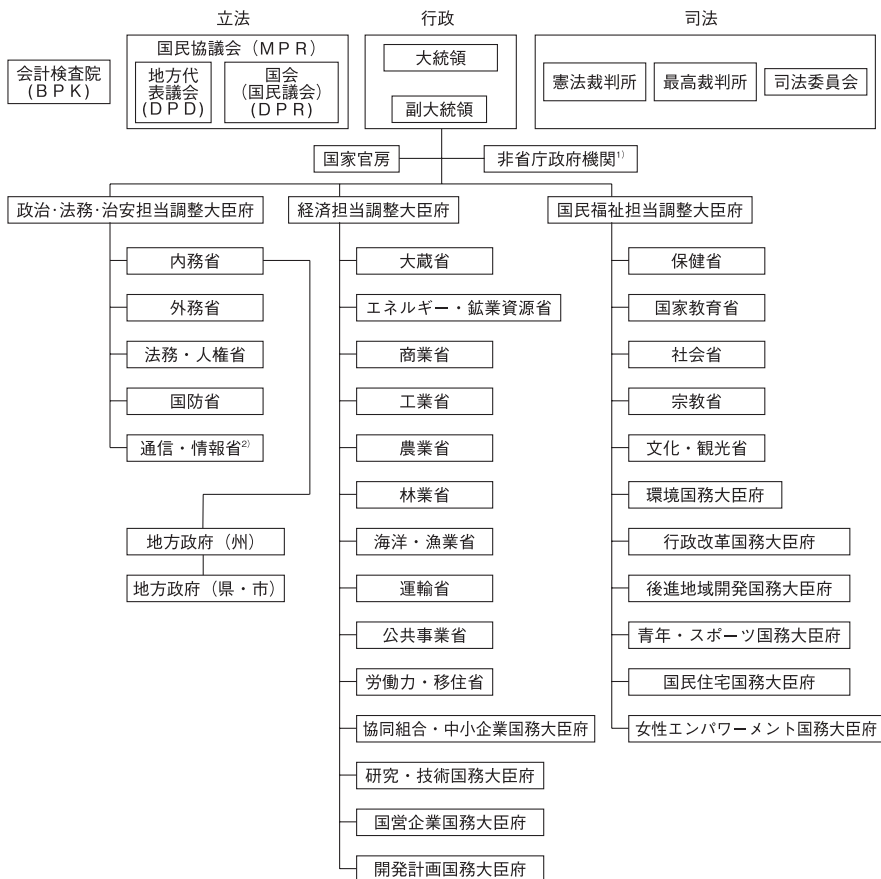 立法
行政
司法
会計検査院
(BPK)
国民協議会（MPR）
地方代
表議会
(DPD)
国会
(国民議会)
(DPR)
大統領
副大統領
憲法裁判所
最高裁判所
司法委員会
国家官房
非省庁政府機関1)
政治・法務・治安担当調整大臣府
経済担当調整大臣府
国民福祉担当調整大臣府
内務省
外務省
法務・人権省
国防省
通信・情報省2)
地方政府（州）
地方政府（県・市）
大蔵省
エネルギー・鉱業資源省
商業省
工業省
農業省
林業省
海洋・漁業省
運輸省
公共事業省
労働力・移住省
協同組合・中小企業国務大臣府
研究・技術国務大臣府
国営企業国務大臣府
開発計画国務大臣府
保健省
国家教育省
社会省
宗教省
文化・観光省
環境国務大臣府
行政改革国務大臣府
後進地域開発国務大臣府
青年・スポーツ国務大臣府
国民住宅国務大臣府
女性エンパワーメント国務大臣府